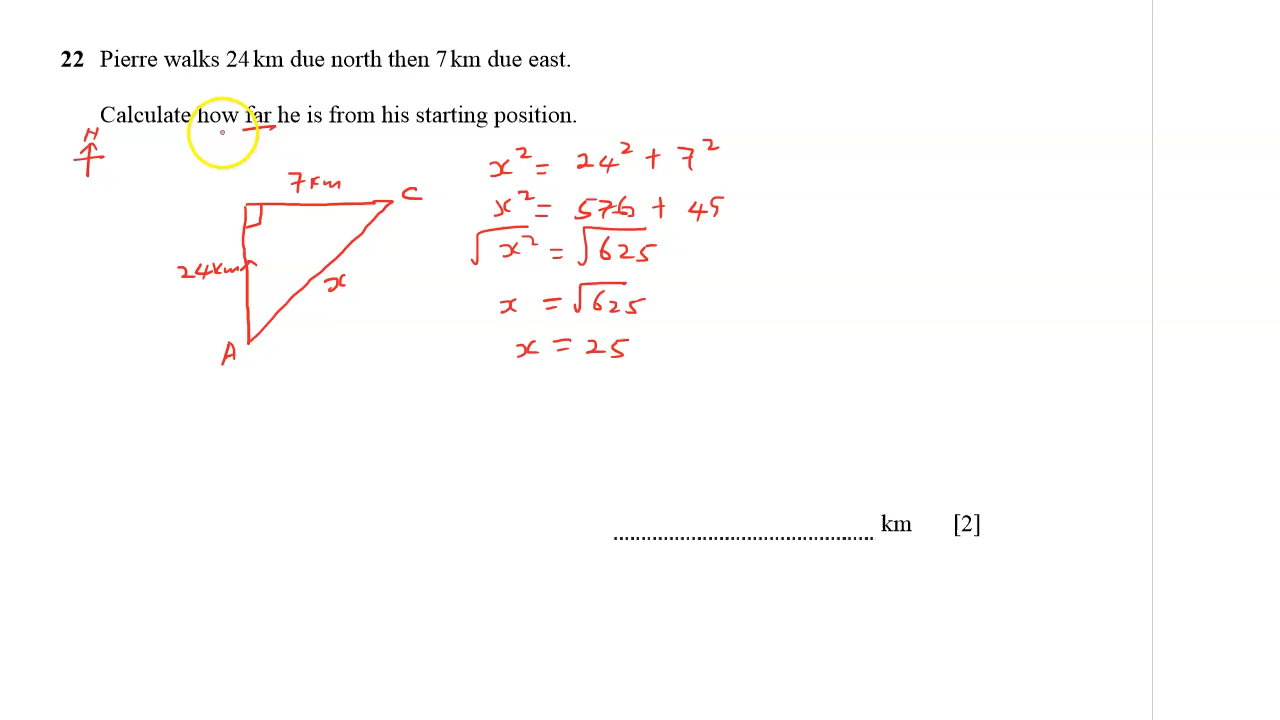 22 Pierre walks 24 km due north then 7 km due east.
Calculate how far he is from his starting position.
N
7km
C
24km
x
A
x² = 24² + 7²
x² = 576 + 49
√x² = √625
x = √625
x = 25
........................................ km [2]